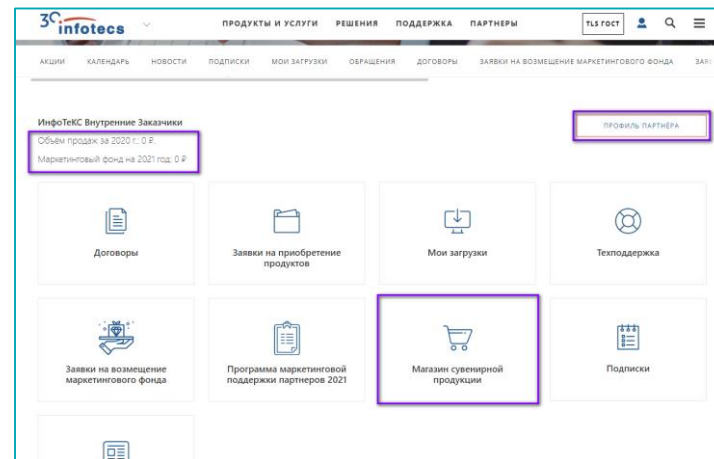 30 infotecs
ПРОДУКТЫ И УСЛУГИ РЕШЕНИЯ ПОДДЕРЖКА ПАРТНЕРЫ
TLS ГОСТ
АКЦИИ КАЛЕНДАРЬ НОВОСТИ ПОДПИСКИ МОИ ЗАГРУЗКИ ОБРАЩЕНИЯ ДОГОВОРЫ ЗАЯВКИ НА ВОЗМЕЩЕНИЕ МАРКЕТИНГОВОГО ФОНДА
ИнфоТеКС Внутренние Заказчики
ПРОФИЛЬ ПАРТНЁРА
Объём продаж за 2020 г.: 0 ₽.
Маркетинговый фонд на 2021 год: 0 ₽
Договоры
Заявки на приобретение
продуктов
Мои загрузки
Техподдержка
Заявки на возмещение
маркетингового фонда
Программа маркетинговой
поддержки партнеров 2021
Магазин сувенирной
продукции
Подписки